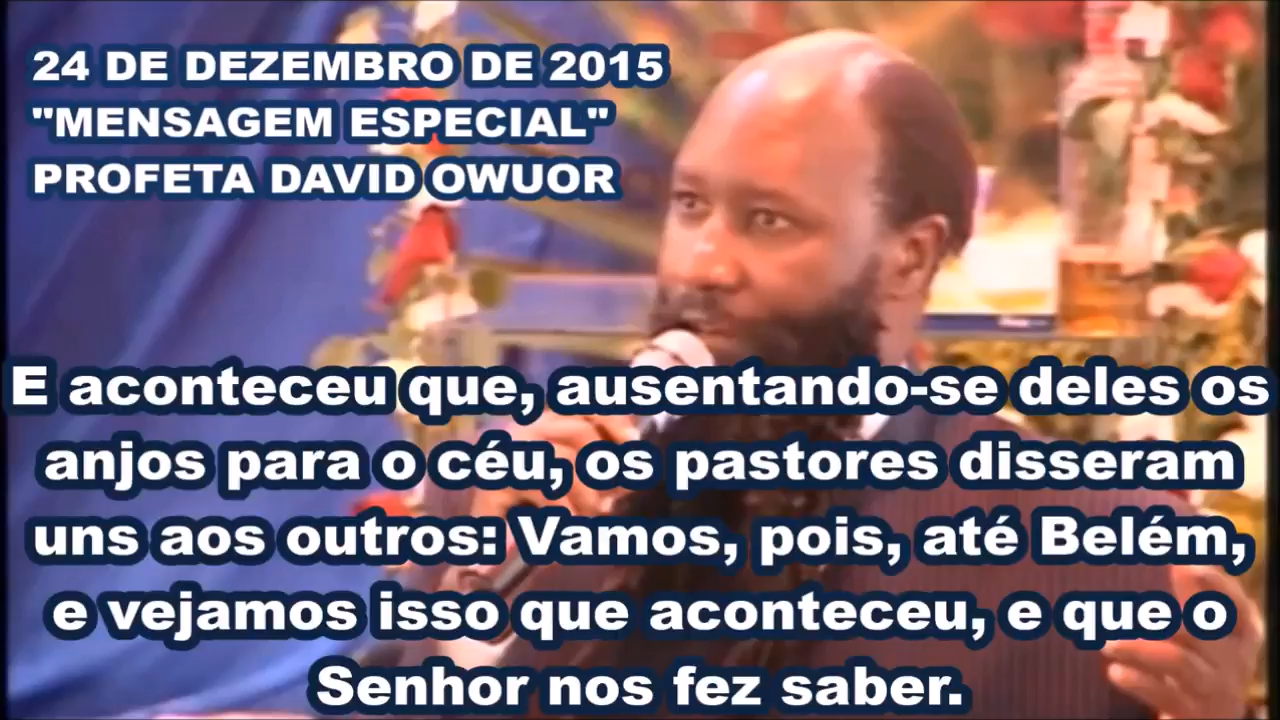 24 DE DEZEMBRO DE 2015
"MENSAGEM ESPECIAL"
PROFETA DAVID OWUOR
E aconteceu que, ausentando-se deles os
anjos para o céu, os pastores disseram
uns aos outros: Vamos, pois, até Belém,
e vejamos isso que aconteceu, e que o
Senhor nos fez saber.